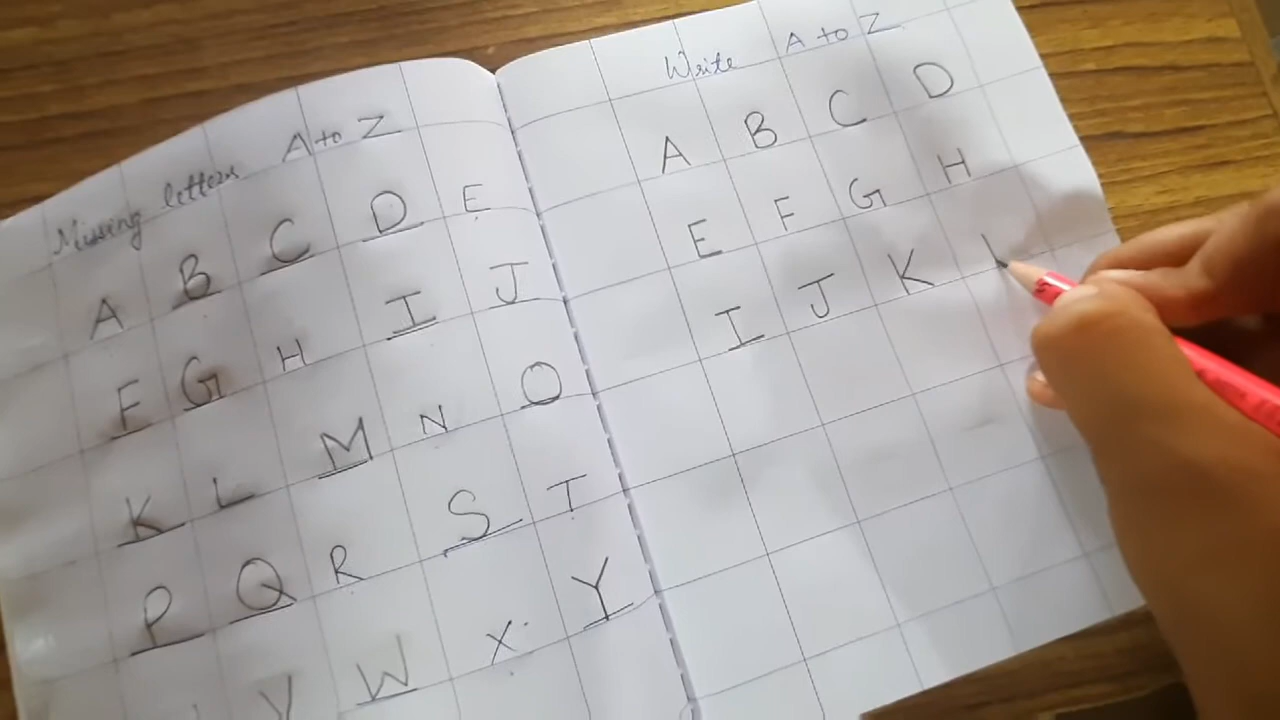 Missing letters A to Z
A B C D E
F G H I J
K L M N O
P Q R S T
V W X Y
Write A to Z
A B C D
E F G H
I J K